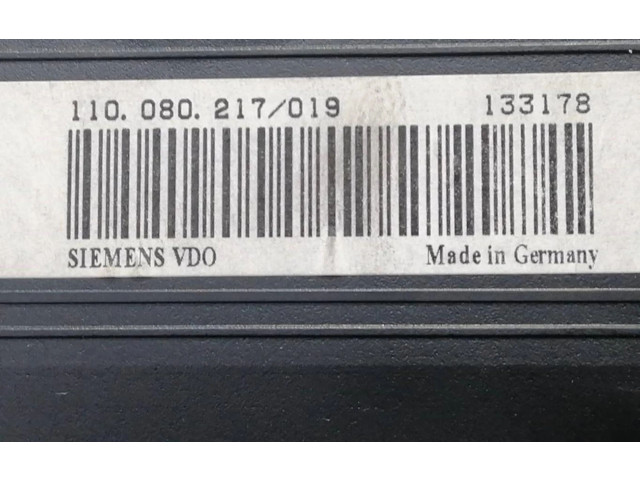 110. 080. 217/019 133178
SIEMENS VDO Made in Germany